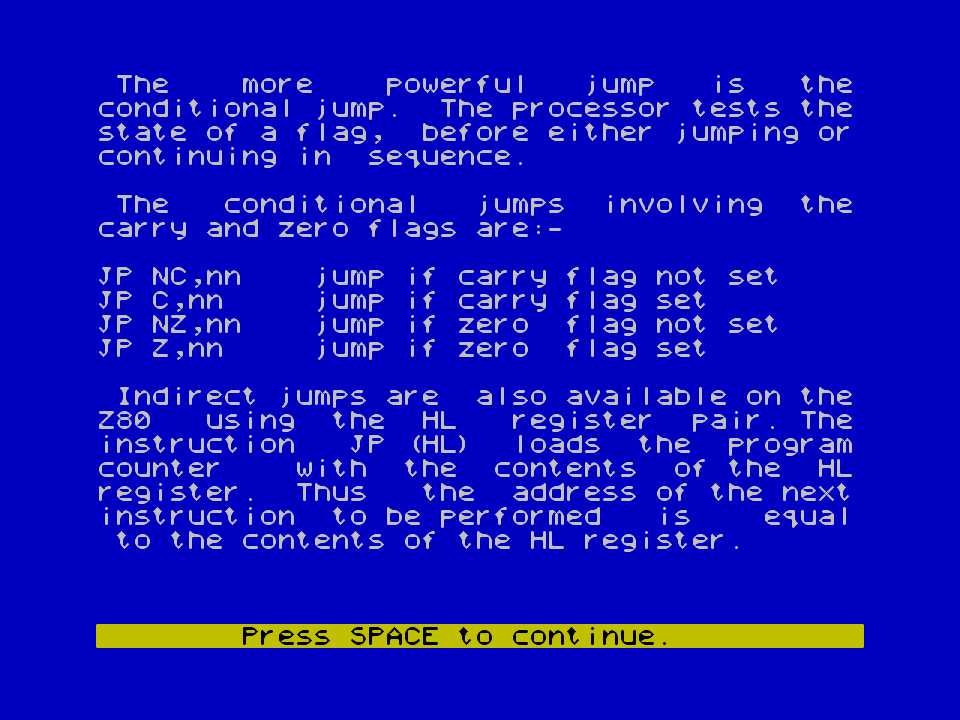 The more powerful jump is the
conditional jump. The processor tests the
state of a flag, before either jumping or
continuing in sequence.
The conditional jumps involving the
carry and zero flags are:-
JP NC,nn jump if carry flag not set
JP C,nn jump if carry flag set
JP NZ,nn jump if zero flag not set
JP Z,nn jump if zero flag set
Indirect jumps are also available on the
Z80 using the HL register pair. The
instruction JP (HL) loads the program
counter with the contents of the HL
register. Thus the address of the next
instruction to be performed is equal
to the contents of the HL register.
Press SPACE to continue.